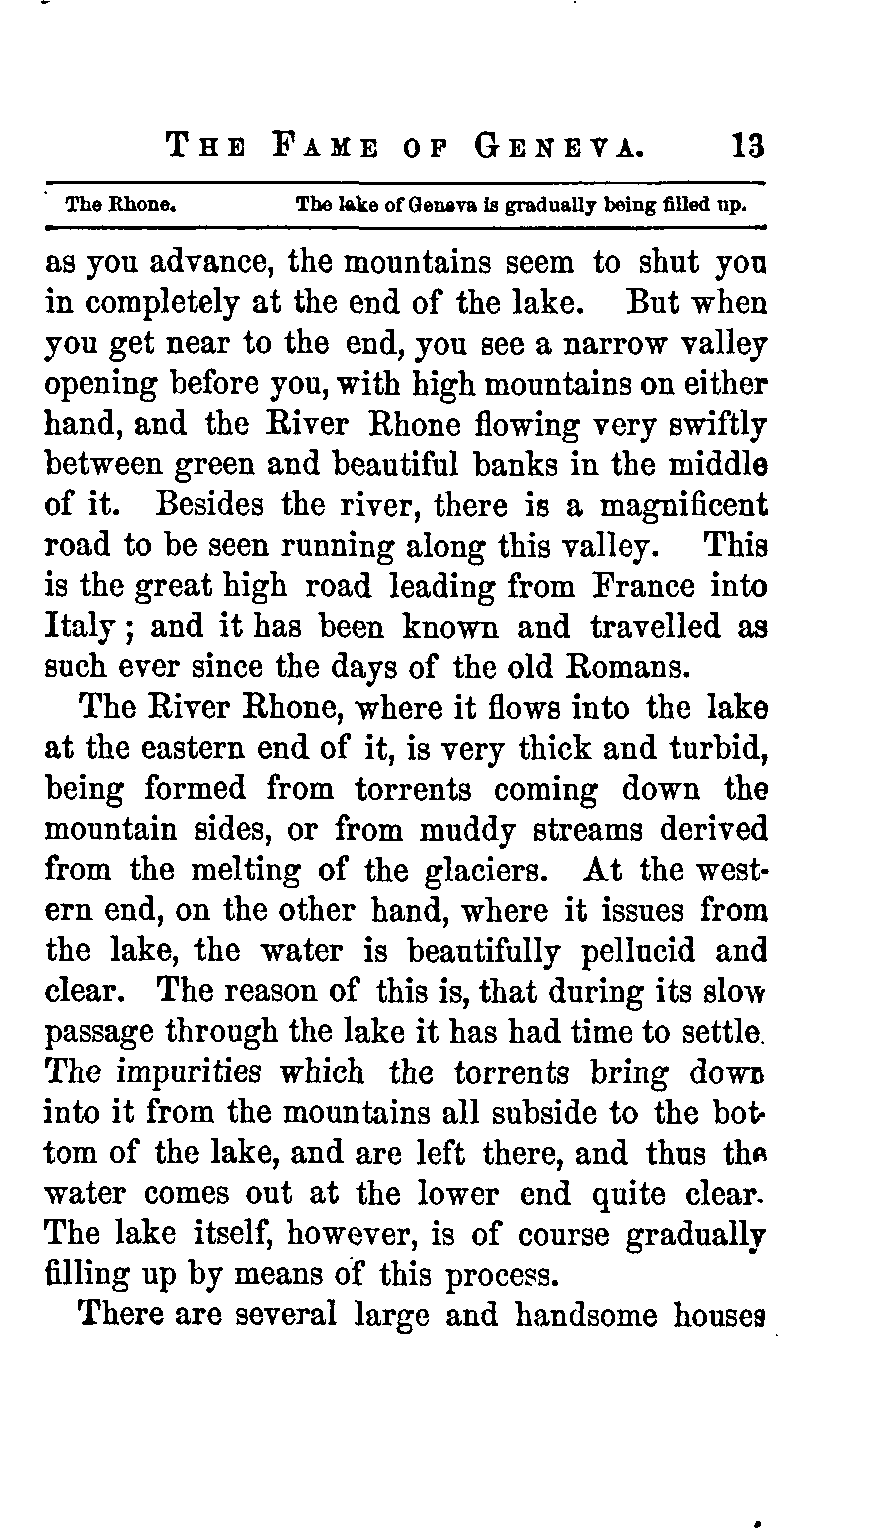 THE FAME OF GENEVA. 13
The Rhone. The lake of Geneva is gradually being filled up.
as you advance, the mountains seem to shut you
in completely at the end of the lake. But when
you get near to the end, you see a narrow valley
opening before you, with high mountains on either
hand, and the River Rhone flowing very swiftly
between green and beautiful banks in the middle
of it. Besides the river, there is a magnificent
road to be seen running along this valley. This
is the great high road leading from France into
Italy ; and it has been known and travelled as
such ever since the days of the old Romans.
The River Rhone, where it flows into the lake
at the eastern end of it, is very thick and turbid,
being formed from torrents coming down the
mountain sides, or from muddy streams derived
from the melting of the glaciers. At the west-
ern end, on the other hand, where it issues from
the lake, the water is beautifully pellucid and
clear. The reason of this is, that during its slow
passage through the lake it has had time to settle.
The impurities which the torrents bring down
into it from the mountains all subside to the bot-
tom of the lake, and are left there, and thus the
water comes out at the lower end quite clear.
The lake itself, however, is of course gradually
filling up by means of this process.
There are several large and handsome houses